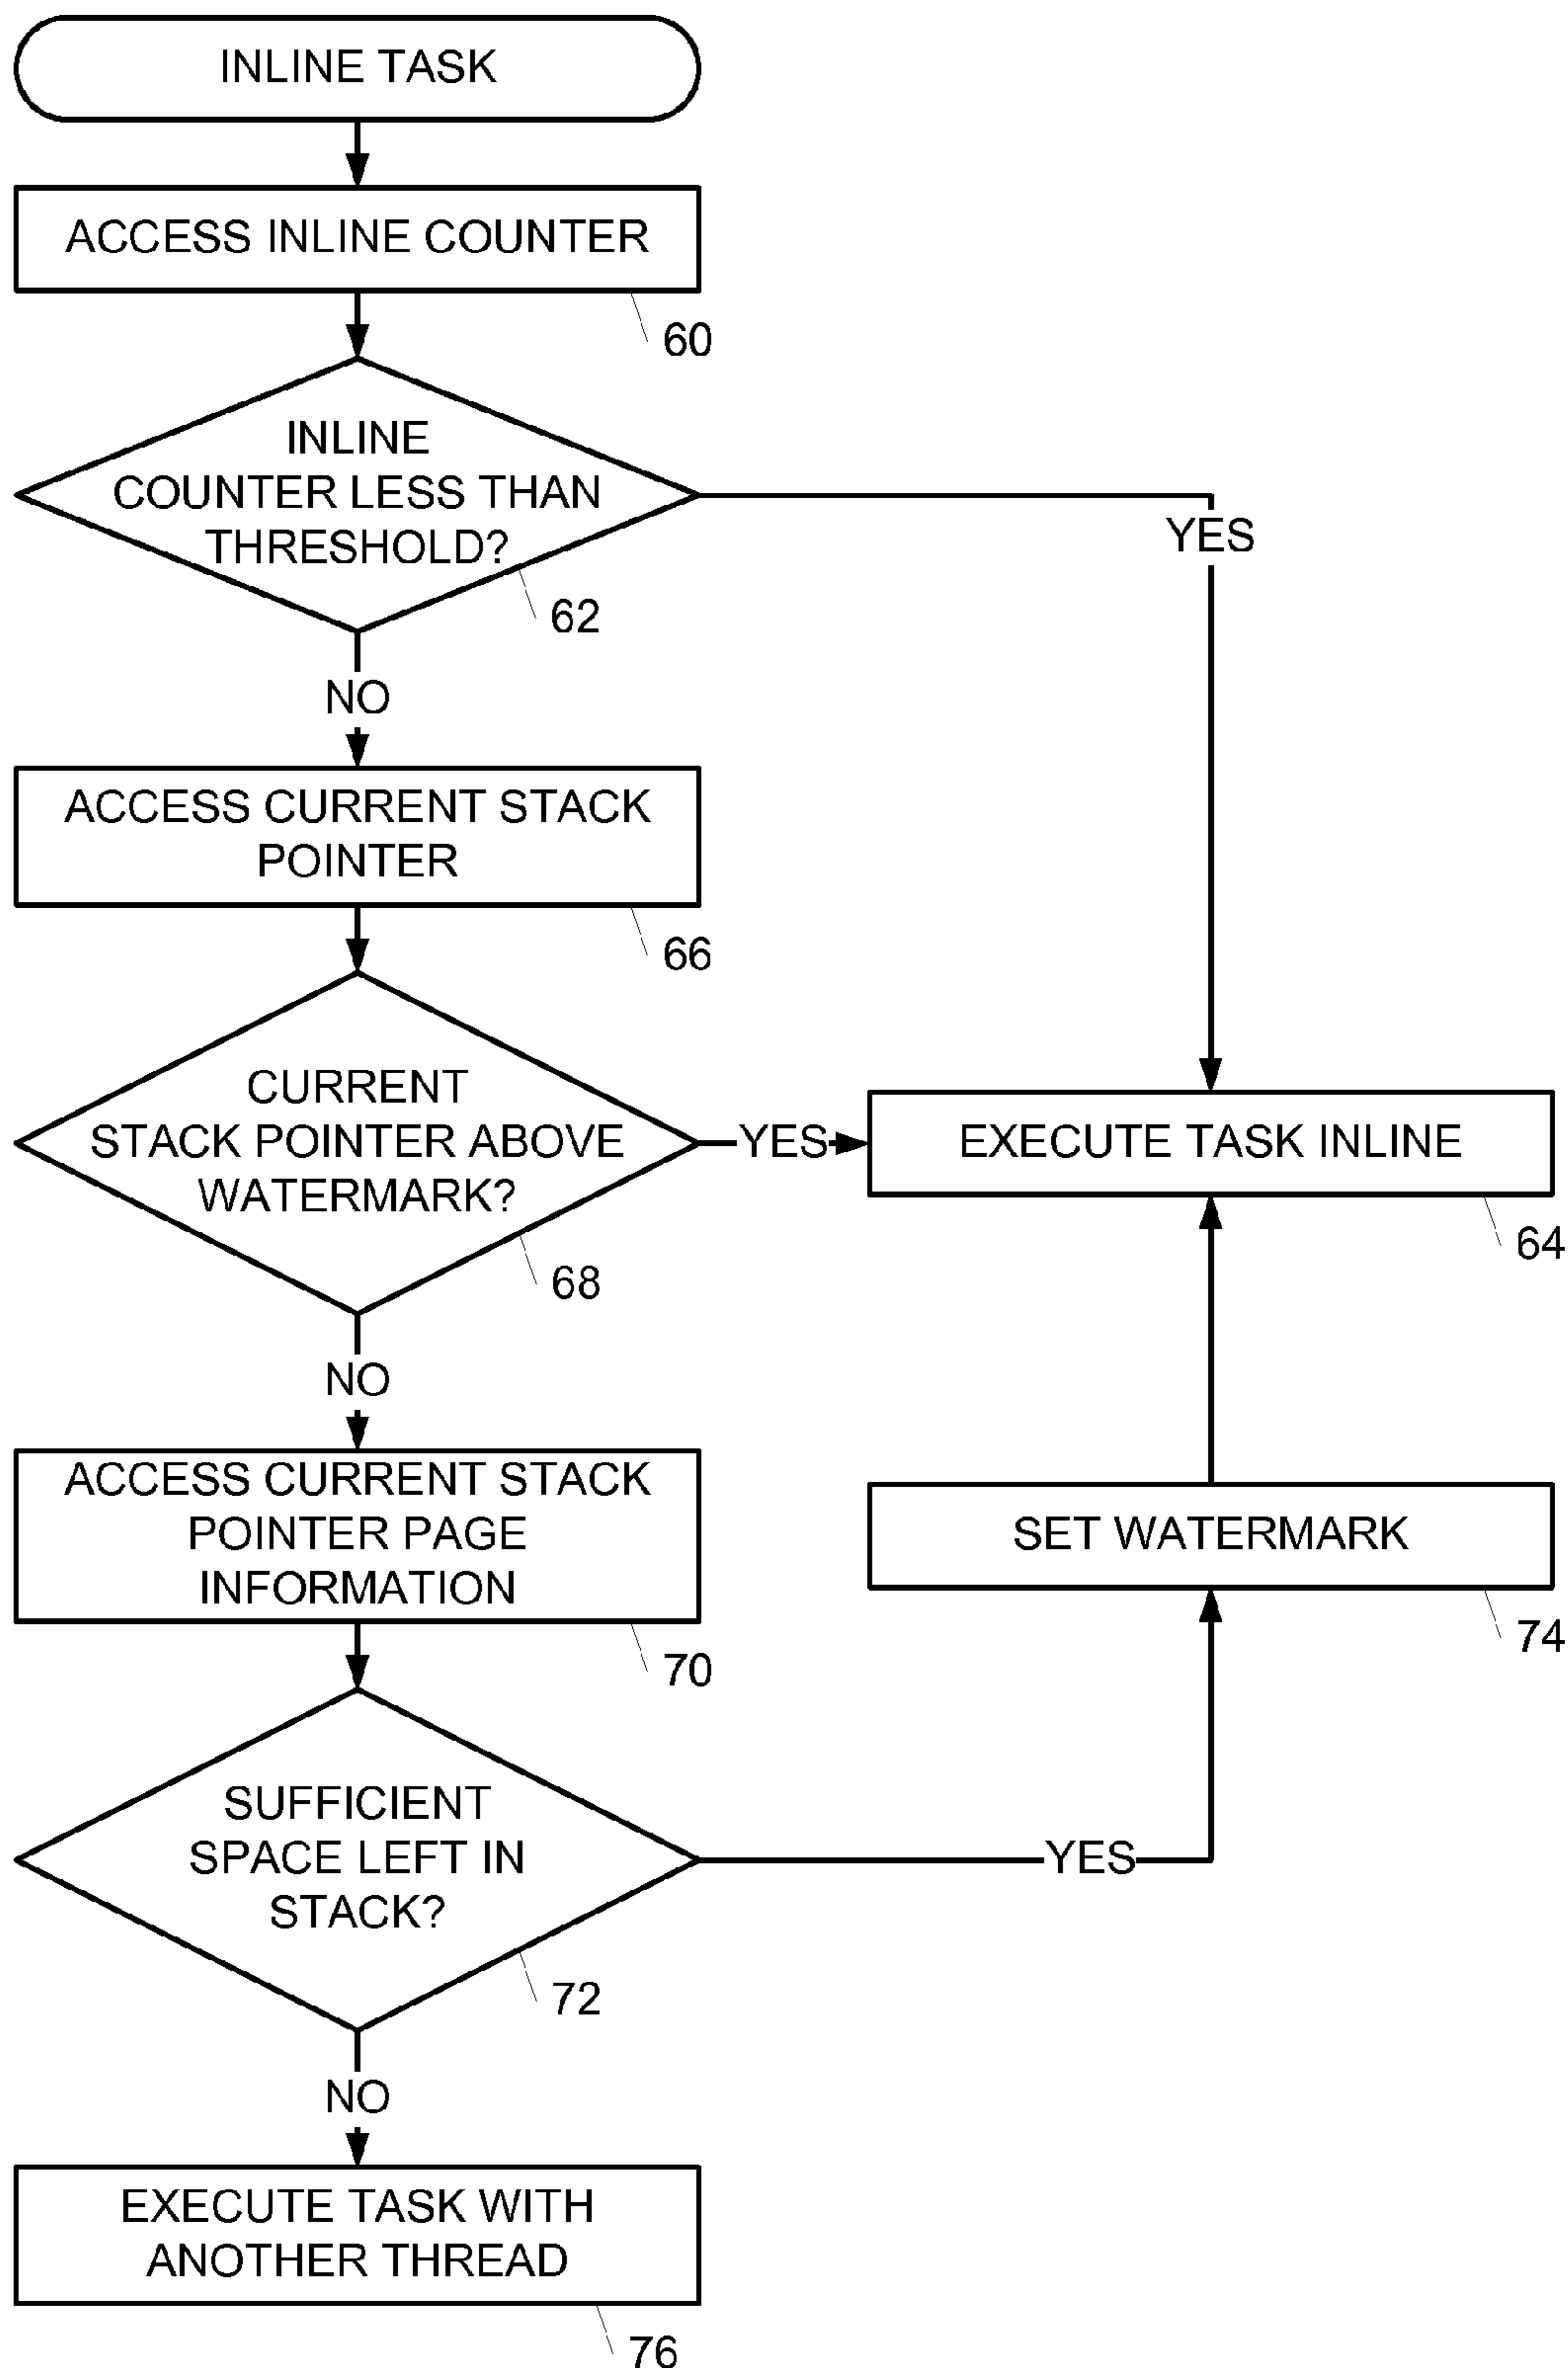 INLINE TASK
ACCESS INLINE COUNTER
60
INLINE
COUNTER LESS THAN
THRESHOLD?
62
YES
NO
ACCESS CURRENT STACK
POINTER
66
CURRENT
STACK POINTER ABOVE
WATERMARK?
68
YES
EXECUTE TASK INLINE
64
NO
ACCESS CURRENT STACK
POINTER PAGE
INFORMATION
70
SET WATERMARK
74
SUFFICIENT
SPACE LEFT IN
STACK?
72
YES
NO
EXECUTE TASK WITH
ANOTHER THREAD
76